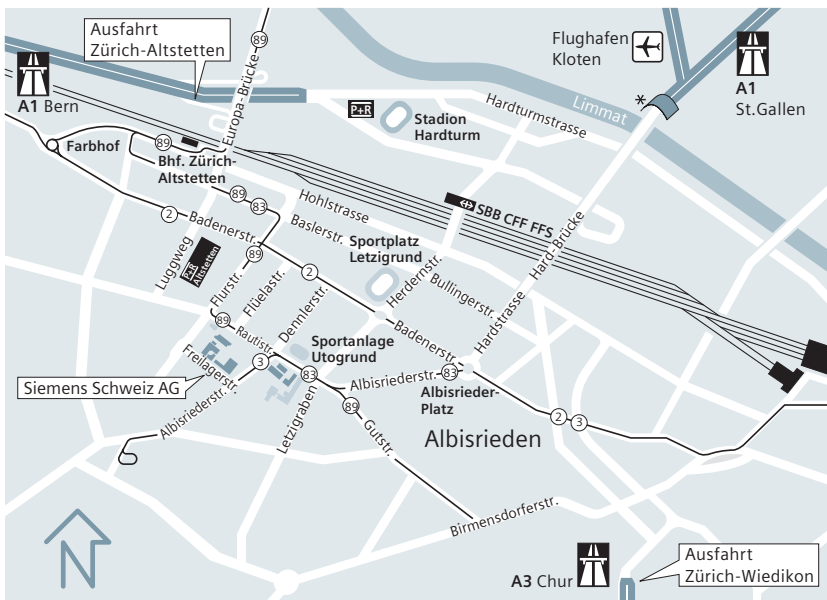 Ausfahrt
Zürich-Altstetten
89
Flughafen
Kloten
A1 Bern
A1
St.Gallen
Europa-Brücke
P+R
Stadion
Hardturm
Hardturmstrasse
Limmat
*
Farbhof
89
Bhf. Zürich-
Altstetten
89
83
Hohlstrasse
SBB CFF FFS
Hard-Brücke
2
Badenerstr.
Baslerstr.
Sportplatz
Letzigrund
Luggweg
P+R
Altstetten
Flurstr.
89
2
Flüelastr.
Dennlerstr.
Herdernstr.
Bullingerstr.
Hardstrasse
89
Rautistr.
Sportanlage
Utogrund
Badenerstr.
Freilagerstr.
3
83
Albisriederstr.
83
Siemens Schweiz AG
Albisrieder-
Platz
Albisriederstr.
Letzigraben
89
Gutstr.
Albisrieden
2
3
Birmensdorferstr.
N
A3 Chur
Ausfahrt
Zürich-Wiedikon